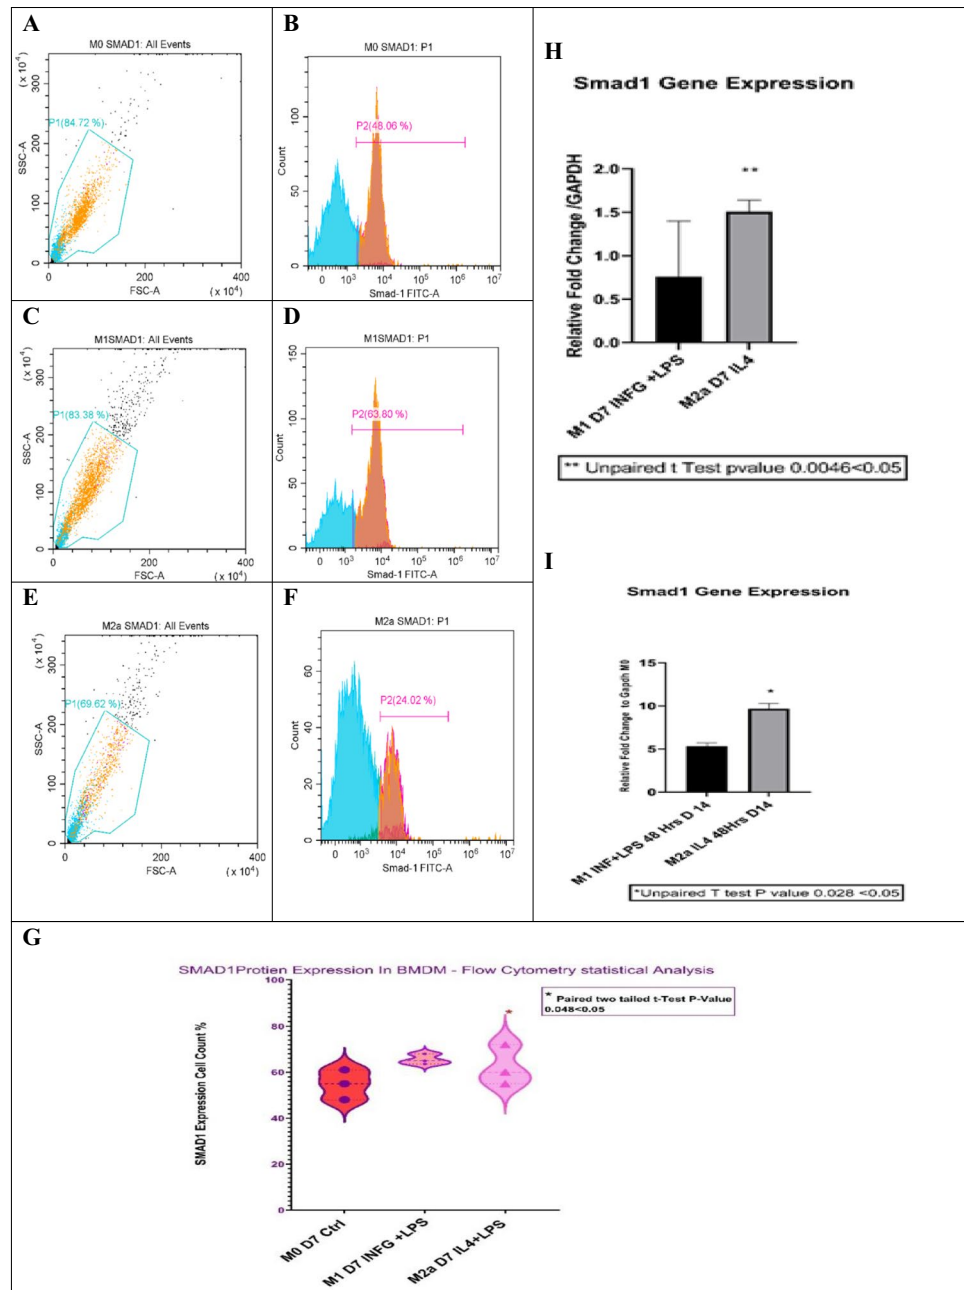 A
M0 SMAD1: All Events
(x 10⁴)
300
200
100
0
SSC-A
P1(84.72 %)
0
200
400
FSC-A
(x 10⁴)
B
M0 SMAD1: P1
Count
100
50
0
P2(48.06 %)
0
10³
10⁴
10⁵
10⁶
10⁷
Smad-1 FITC-A
C
M1SMAD1: All Events
(x 10⁴)
300
200
100
0
SSC-A
P1(83.38 %)
0
200
400
FSC-A
(x 10⁴)
D
M1SMAD1: P1
Count
150
100
50
0
P2(63.80 %)
0
10³
10⁴
10⁵
10⁶
10⁷
Smad-1 FITC-A
E
M2a SMAD1: All Events
(x 10⁴)
300
200
100
0
SSC-A
P1(69.62 %)
0
200
400
FSC-A
(x 10⁴)
F
M2a SMAD1: P1
Count
60
40
20
0
P2(24.02 %)
0
10³
10⁴
10⁵
10⁶
10⁷
Smad-1 FITC-A
H
Smad1 Gene Expression
Relative Fold Change /GAPDH
2.0
1.5
1.0
0.5
0.0
**
M1 D7 INFG +LPS
M2a D7 IL4
** Unpaired t Test pvalue 0.0046<0.05
I
Smad1 Gene Expression
Relative Fold Change to Gapdh M0
15
10
5
0
*
M1 INF+LPS 48 Hrs D 14
M2a IL4 48Hrs D14
*Unpaired T test P value 0.028 <0.05
G
SMAD1Protien Expression In BMDM - Flow Cytometry statistical Analysis
SMAD1 Expression Cell Count %
100
80
60
40
20
0
*
* Paired two tailed t-Test P-Value
0.048<0.05
M0 D7 Ctrl
M1 D7 INFG +LPS
M2a D7 IL4+LPS